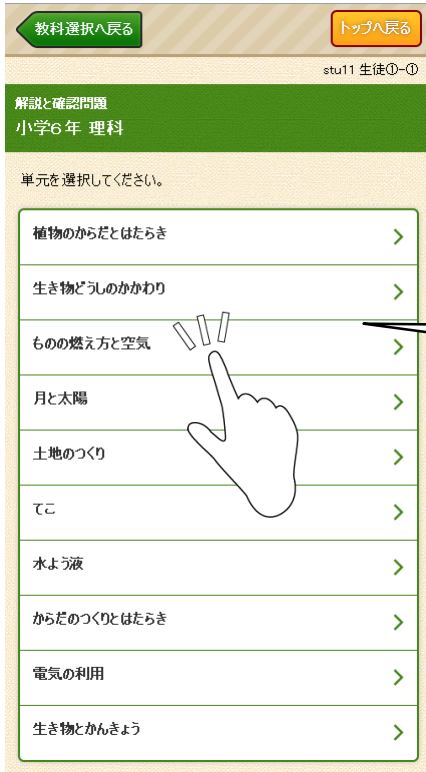 教科選択へ戻る
トップへ戻る
stu11 生徒①-①
解説と確認問題
小学6年 理科
単元を選択してください。
植物のからだとはたらき
生き物どうしのかかわり
ものの燃え方と空気
月と太陽
土地のつくり
てこ
水よう液
からだのつくりとはたらき
電気の利用
生き物とかんきょう